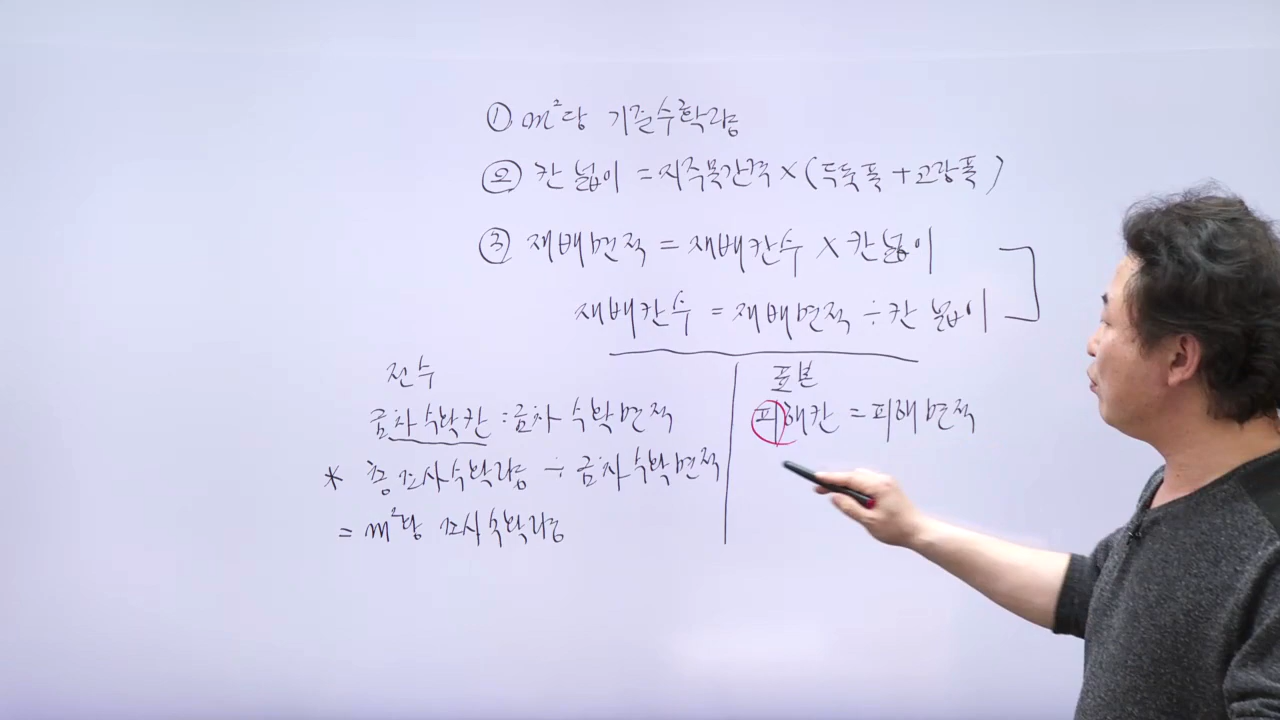 ① m²당 기준수확량
② 칸 넓이 = 지주목간격 × (두둑폭 + 고랑폭)
③ 재배면적 = 재배칸수 × 칸넓이
재배칸수 = 재배면적 ÷ 칸 넓이
전수
금차수확칸 : 금차 수확면적
* 총 조사수확량 ÷ 금차수확면적
= m²당 조사수확량
표본
피해칸 = 피해면적